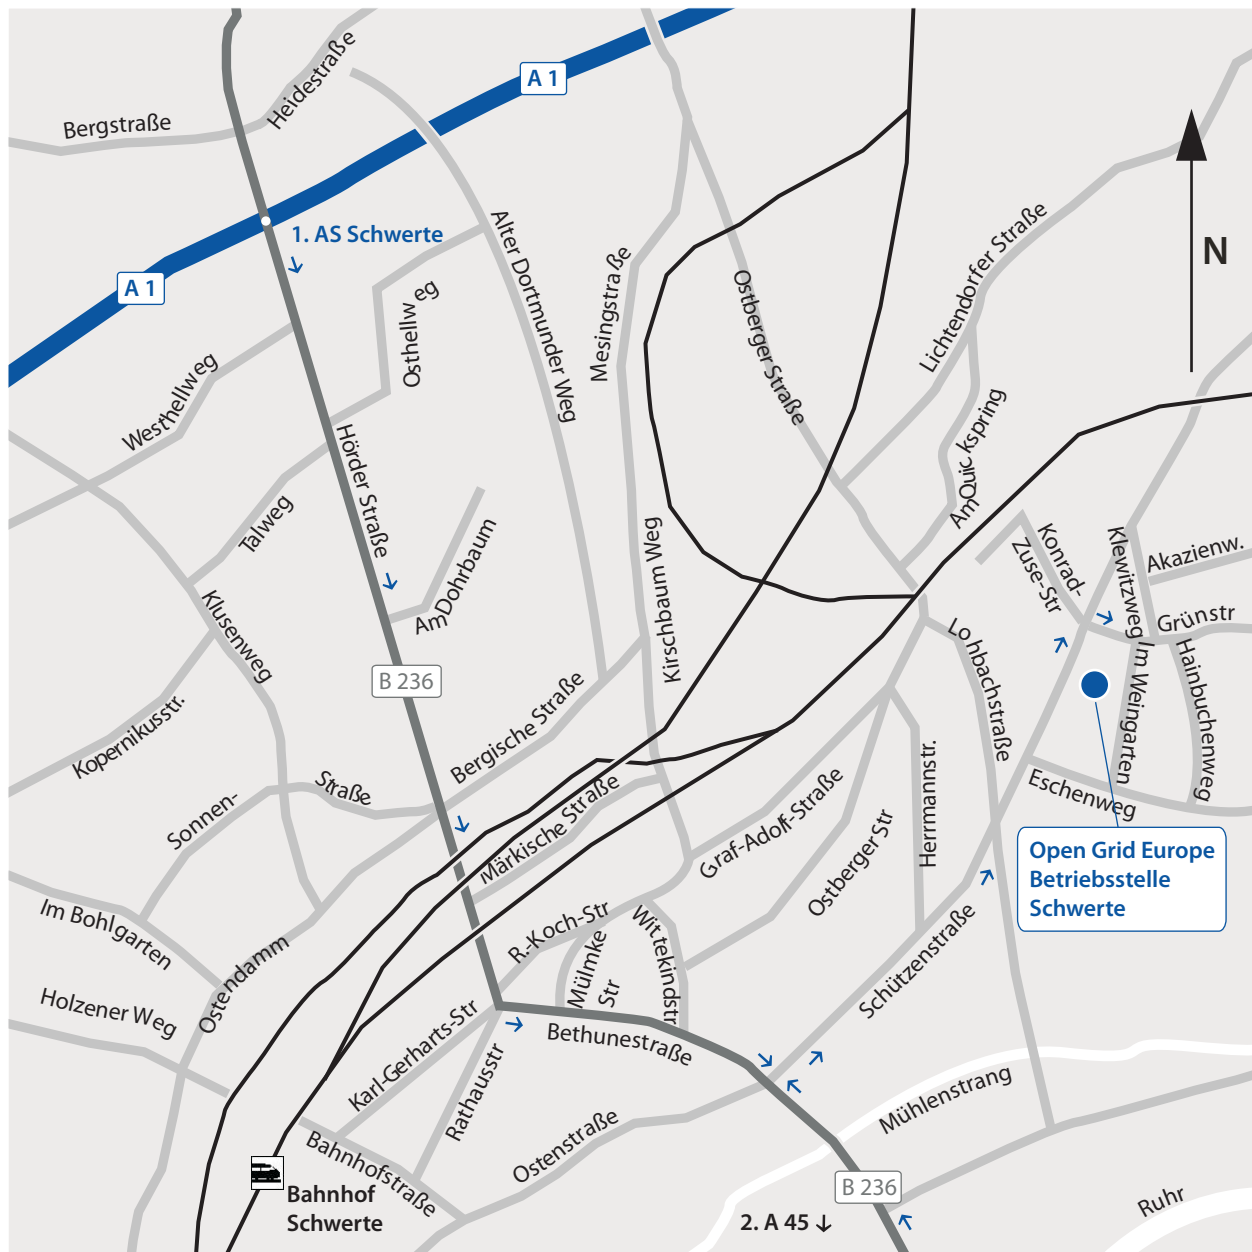 A 1
Heidestraße
Bergstraße
1. AS Schwerte
A 1
N
Alter Dortmunder Weg
Mesingstraße
Ostberger Straße
Lichtendorfer Straße
Osthellweg
Westhellweg
Hörder Straße
Am Quickspring
Talweg
Am Dohrbaum
Kirschbaum Weg
Konrad-
Zuse-Str
Klewitzweg
Akazienw.
Grünstr
Klusenweg
Lohbachstraße
Im Weingarten
Hainbuchenweg
B 236
Kopernikusstr.
Bergische Straße
Sonnen-
Straße
Märkische Straße
Graf-Adolf-Straße
Herrmannstr.
Eschenweg
Ostberger Str
Open Grid Europe
Betriebsstelle
Schwerte
Im Bohlgarten
R.-Koch-Str
Mülmke
Str
Wittekindstr
Schützenstraße
Ostendamm
Holzener Weg
Bethunestraße
Karl-Gerharts-Str
Rathausstr
Mühlenstrang
Ostenstraße
Bahnhofstraße
Bahnhof
Schwerte
B 236
2. A 45 ↓
Ruhr